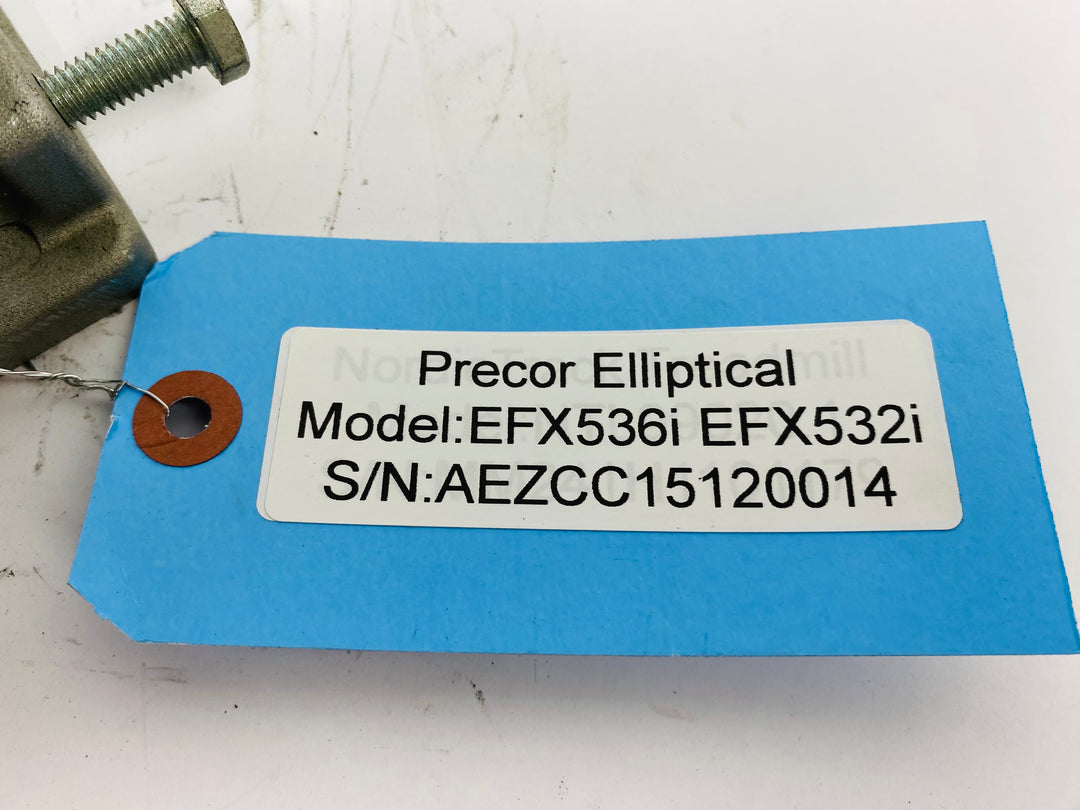 Precor Elliptical
Model:EFX536i EFX532i
S/N:AEZCC15120014